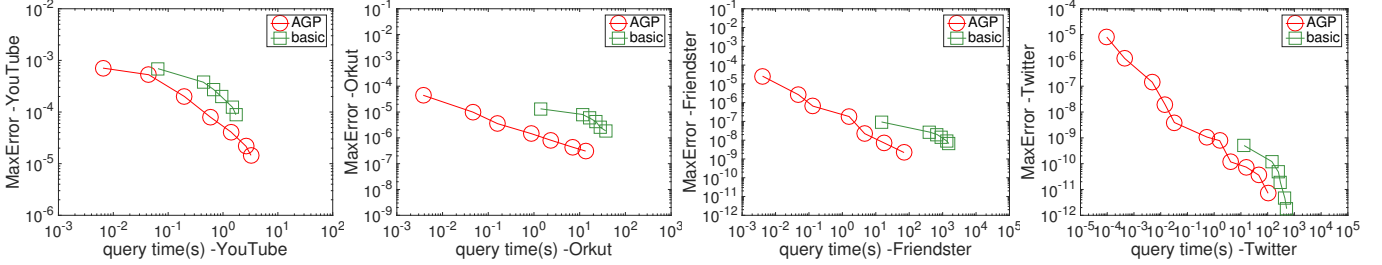 MaxError -YouTube
10^-2
10^-3
10^-4
10^-5
10^-6
10^-3 10^-2 10^-1 10^0 10^1 10^2
query time(s) -YouTube
AGP
basic
MaxError -Orkut
10^-1
10^-2
10^-3
10^-4
10^-5
10^-6
10^-7
10^-8
10^-9
10^-3 10^-2 10^-1 10^0 10^1 10^2 10^3
query time(s) -Orkut
AGP
basic
MaxError -Friendster
10^-1
10^-2
10^-3
10^-4
10^-5
10^-6
10^-7
10^-8
10^-9
10^-10
10^-11
10^-12
10^-3 10^-2 10^-1 10^0 10^1 10^2 10^3 10^4 10^5
query time(s) -Friendster
AGP
basic
MaxError -Twitter
10^-4
10^-5
10^-6
10^-7
10^-8
10^-9
10^-10
10^-11
10^-12
10^-5 10^-4 10^-3 10^-2 10^-1 10^0 10^1 10^2 10^3 10^4 10^5
query time(s) -Twitter
AGP
basic